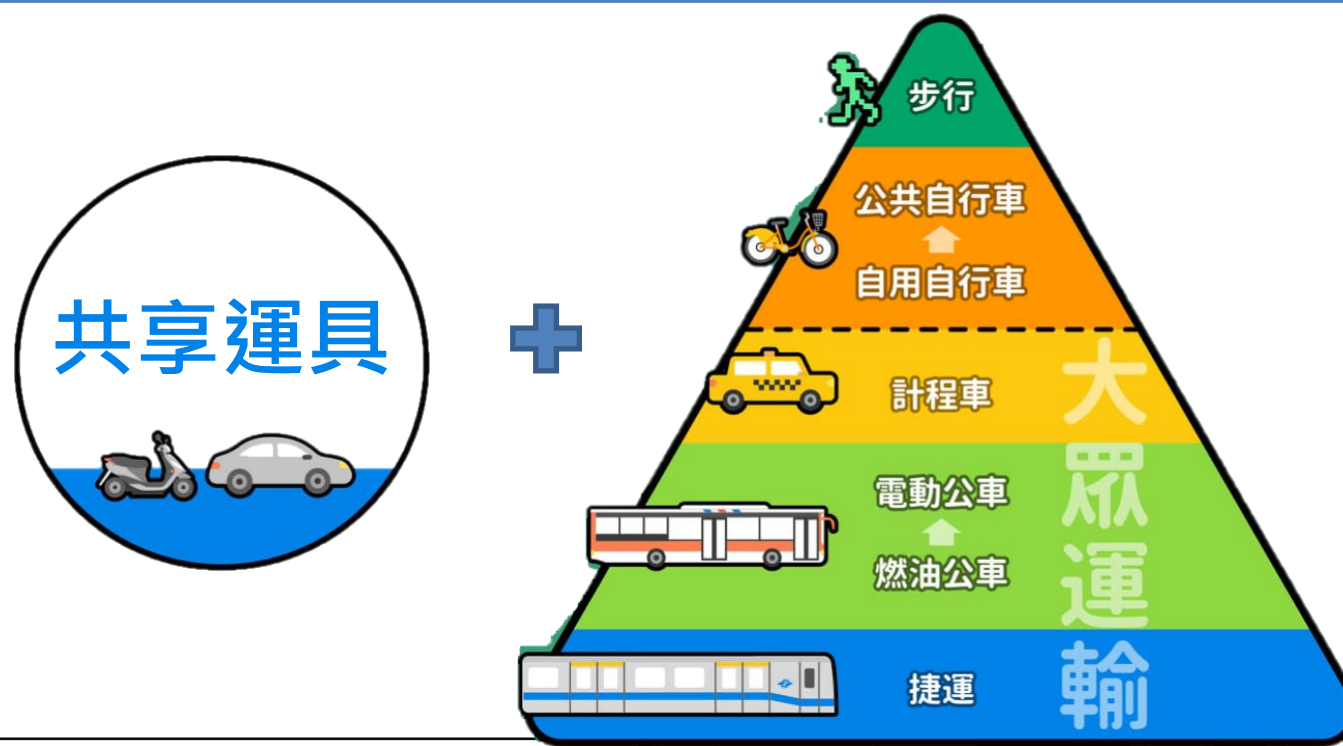 共享運具
步行
公共自行車
自用自行車
計程車
電動公車
燃油公車
捷運
大眾運輸